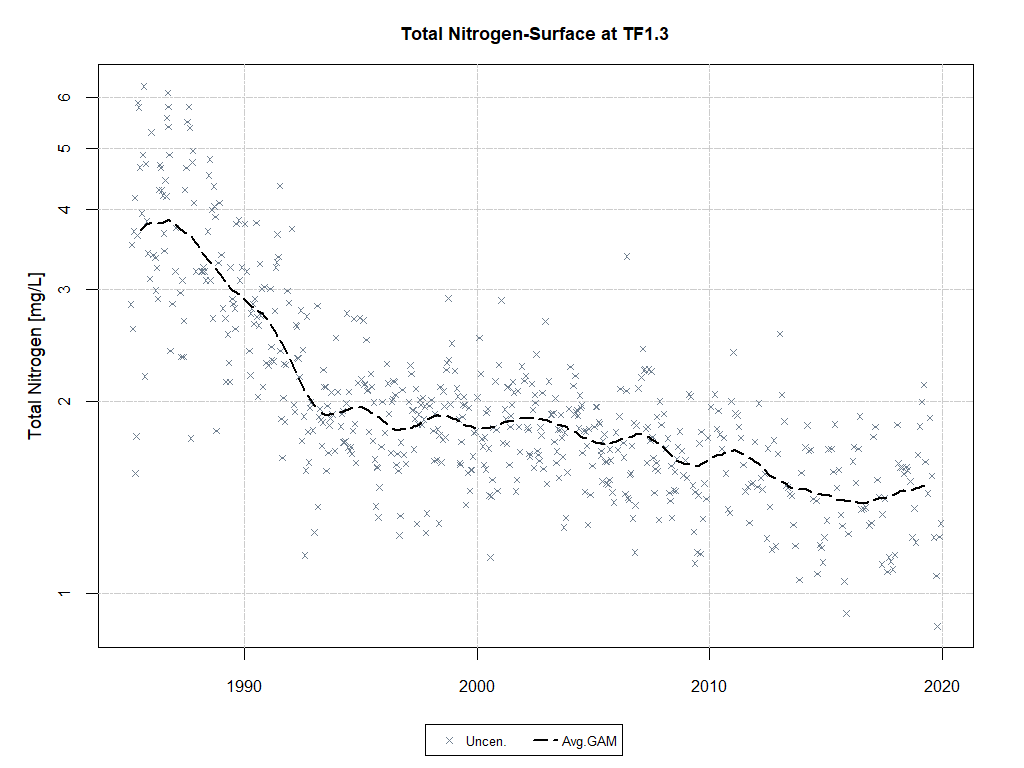 Total Nitrogen-Surface at TF1.3
Total Nitrogen [mg/L]
6
5
4
3
2
1
1990 2000 2010 2020
Uncen. Avg.GAM